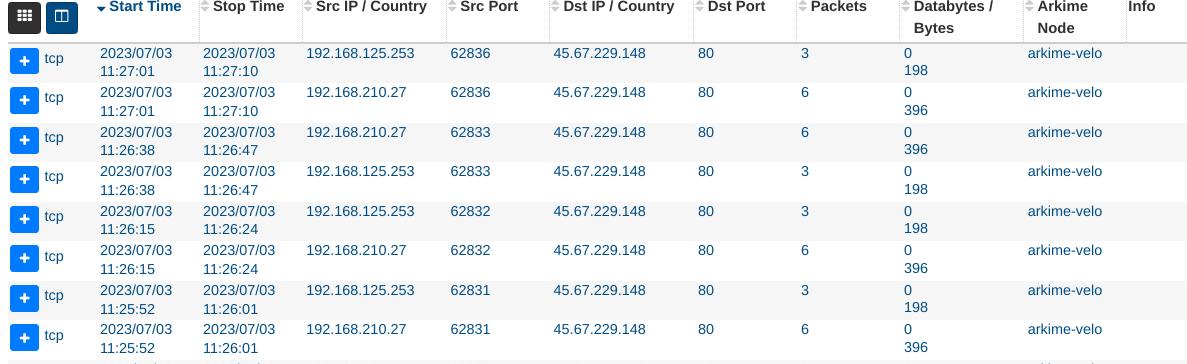 Start Time Stop Time Src IP / Country Src Port Dst IP / Country Dst Port Packets Databytes / Arkime Info
Bytes Node
tcp 2023/07/03 2023/07/03 192.168.125.253 62836 45.67.229.148 80 3 0 arkime-velo
11:27:01 11:27:10 198
tcp 2023/07/03 2023/07/03 192.168.210.27 62836 45.67.229.148 80 6 0 arkime-velo
11:27:01 11:27:10 396
tcp 2023/07/03 2023/07/03 192.168.210.27 62833 45.67.229.148 80 6 0 arkime-velo
11:26:38 11:26:47 396
tcp 2023/07/03 2023/07/03 192.168.125.253 62833 45.67.229.148 80 3 0 arkime-velo
11:26:38 11:26:47 198
tcp 2023/07/03 2023/07/03 192.168.125.253 62832 45.67.229.148 80 3 0 arkime-velo
11:26:15 11:26:24 198
tcp 2023/07/03 2023/07/03 192.168.210.27 62832 45.67.229.148 80 6 0 arkime-velo
11:26:15 11:26:24 396
tcp 2023/07/03 2023/07/03 192.168.125.253 62831 45.67.229.148 80 3 0 arkime-velo
11:25:52 11:26:01 198
tcp 2023/07/03 2023/07/03 192.168.210.27 62831 45.67.229.148 80 6 0 arkime-velo
11:25:52 11:26:01 396